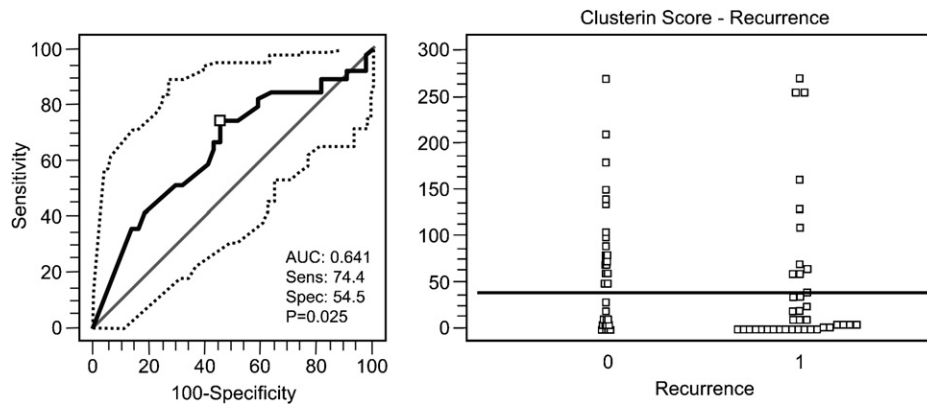 Sensitivity
100
80
60
40
20
0
AUC: 0.641
Sens: 74.4
Spec: 54.5
P=0.025
0 20 40 60 80 100
100-Specificity
Clusterin Score - Recurrence
300
250
200
150
100
50
0
0 1
Recurrence